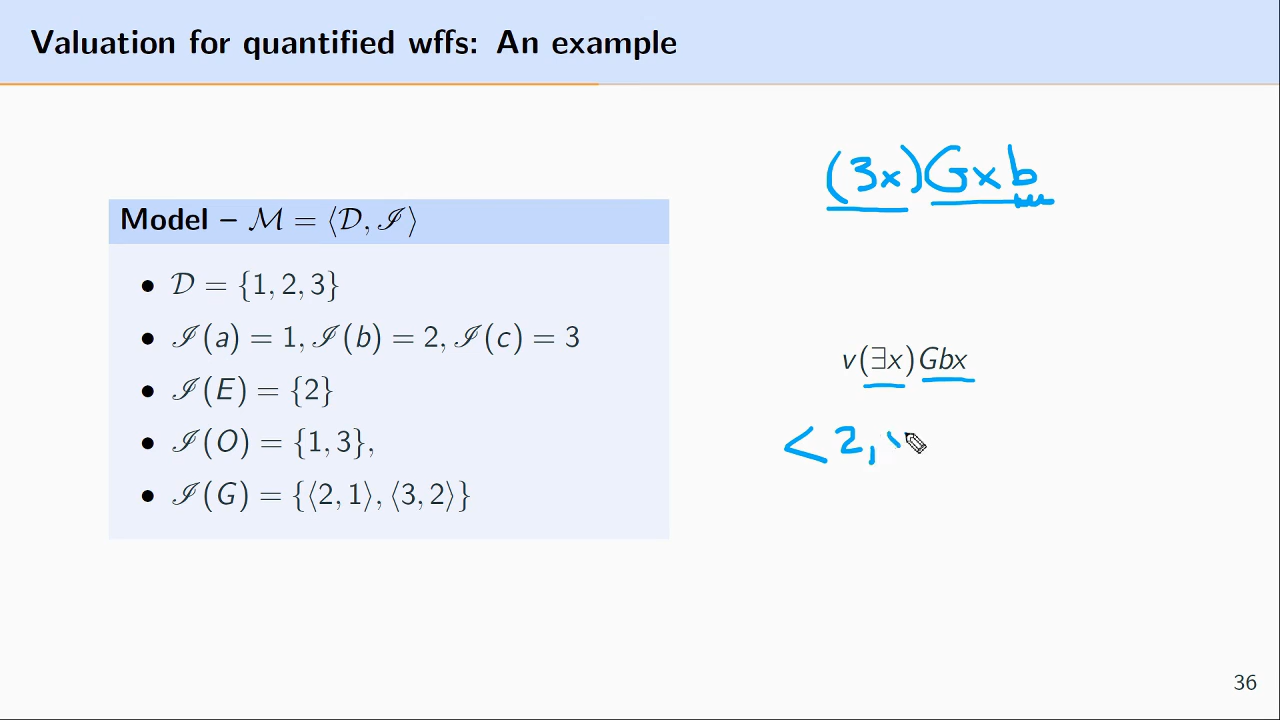 Valuation for quantified wffs: An example
(∃x)Gxb
Model – ℳ = ⟨𝒟, ℐ⟩
• 𝒟 = {1, 2, 3}
• ℐ(a) = 1, ℐ(b) = 2, ℐ(c) = 3
v(∃x)Gbx
• ℐ(E) = {2}
• ℐ(O) = {1, 3},
<2,
• ℐ(G) = {⟨2, 1⟩, ⟨3, 2⟩}
36